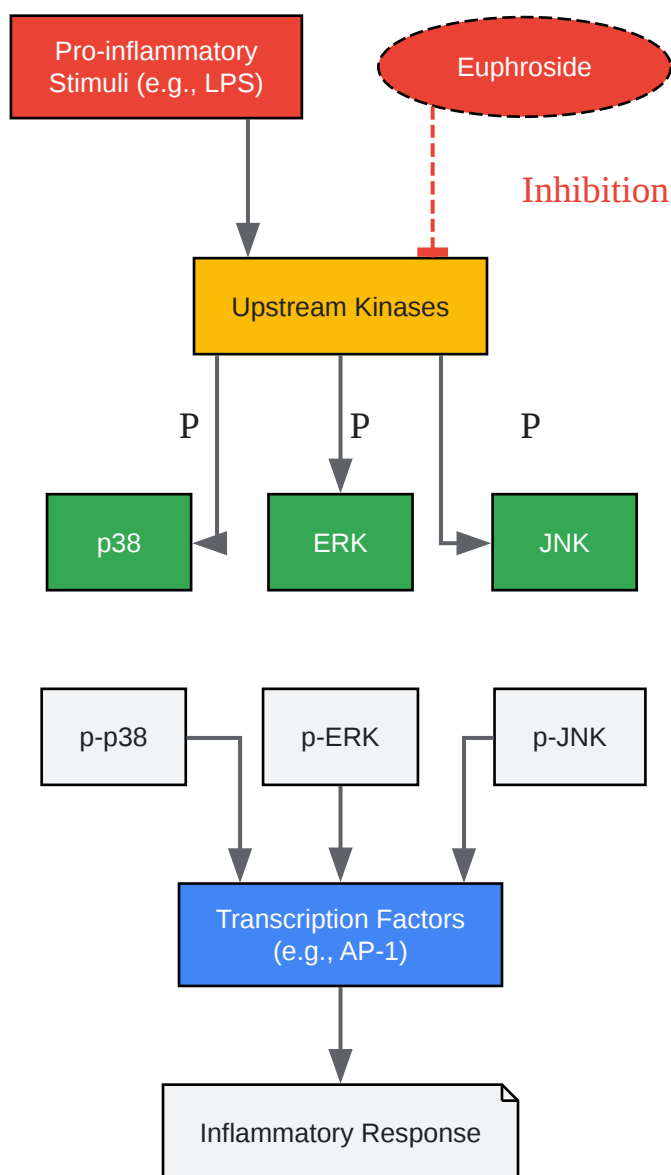 Pro-inflammatory
Stimuli (e.g., LPS)
Euphroside
Inhibition
Upstream Kinases
P
P
P
p38
ERK
JNK
p-p38
p-ERK
p-JNK
Transcription Factors
(e.g., AP-1)
Inflammatory Response